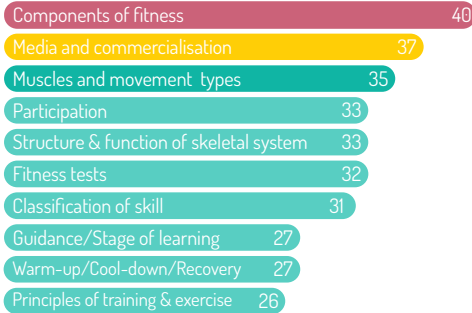 Components of fitness 40
Media and commercialisation 37
Muscles and movement types 35
Participation 33
Structure & function of skeletal system 33
Fitness tests 32
Classification of skill 31
Guidance/Stage of learning 27
Warm-up/Cool-down/Recovery 27
Principles of training & exercise 26